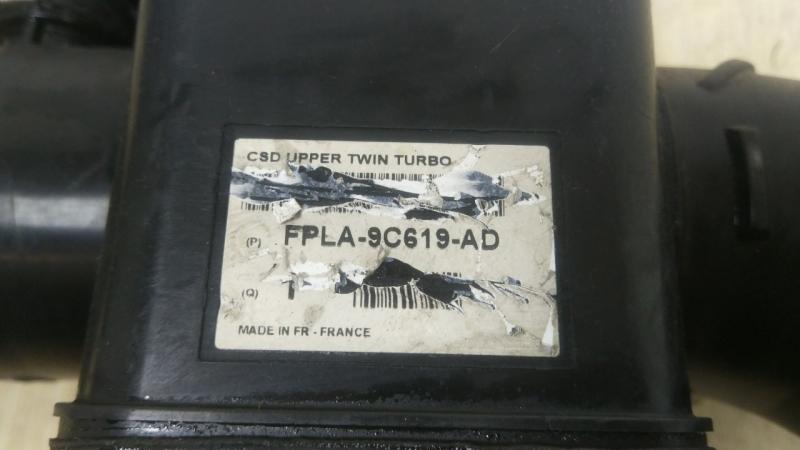 CSD UPPER TWIN TURBO
(P) FPLA-9C619-AD
(Q)
MADE IN FR - FRANCE